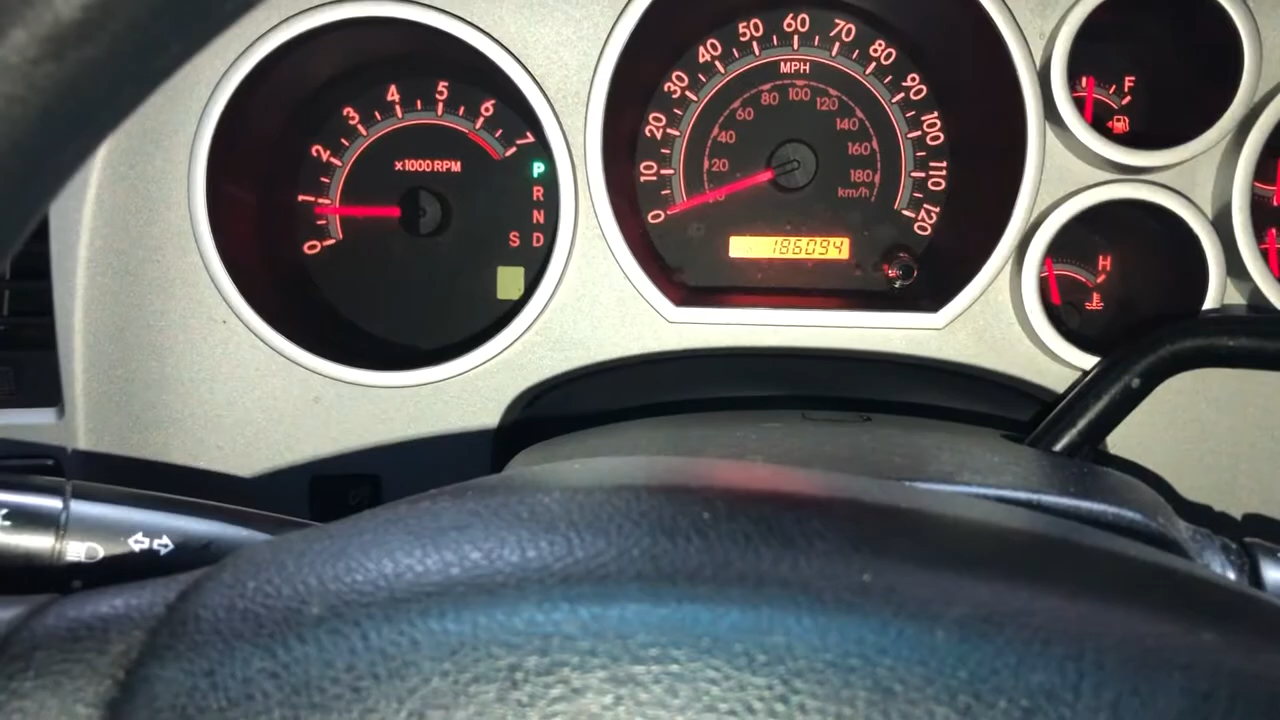 0 1 2 3 4 5 6 7
×1000 RPM
P
R
N
S D
0 10 20 30 40 50 60 70 80 90 100 110 120
MPH
20 40 60 80 100 120 140 160 180
km/h
186094
F
H